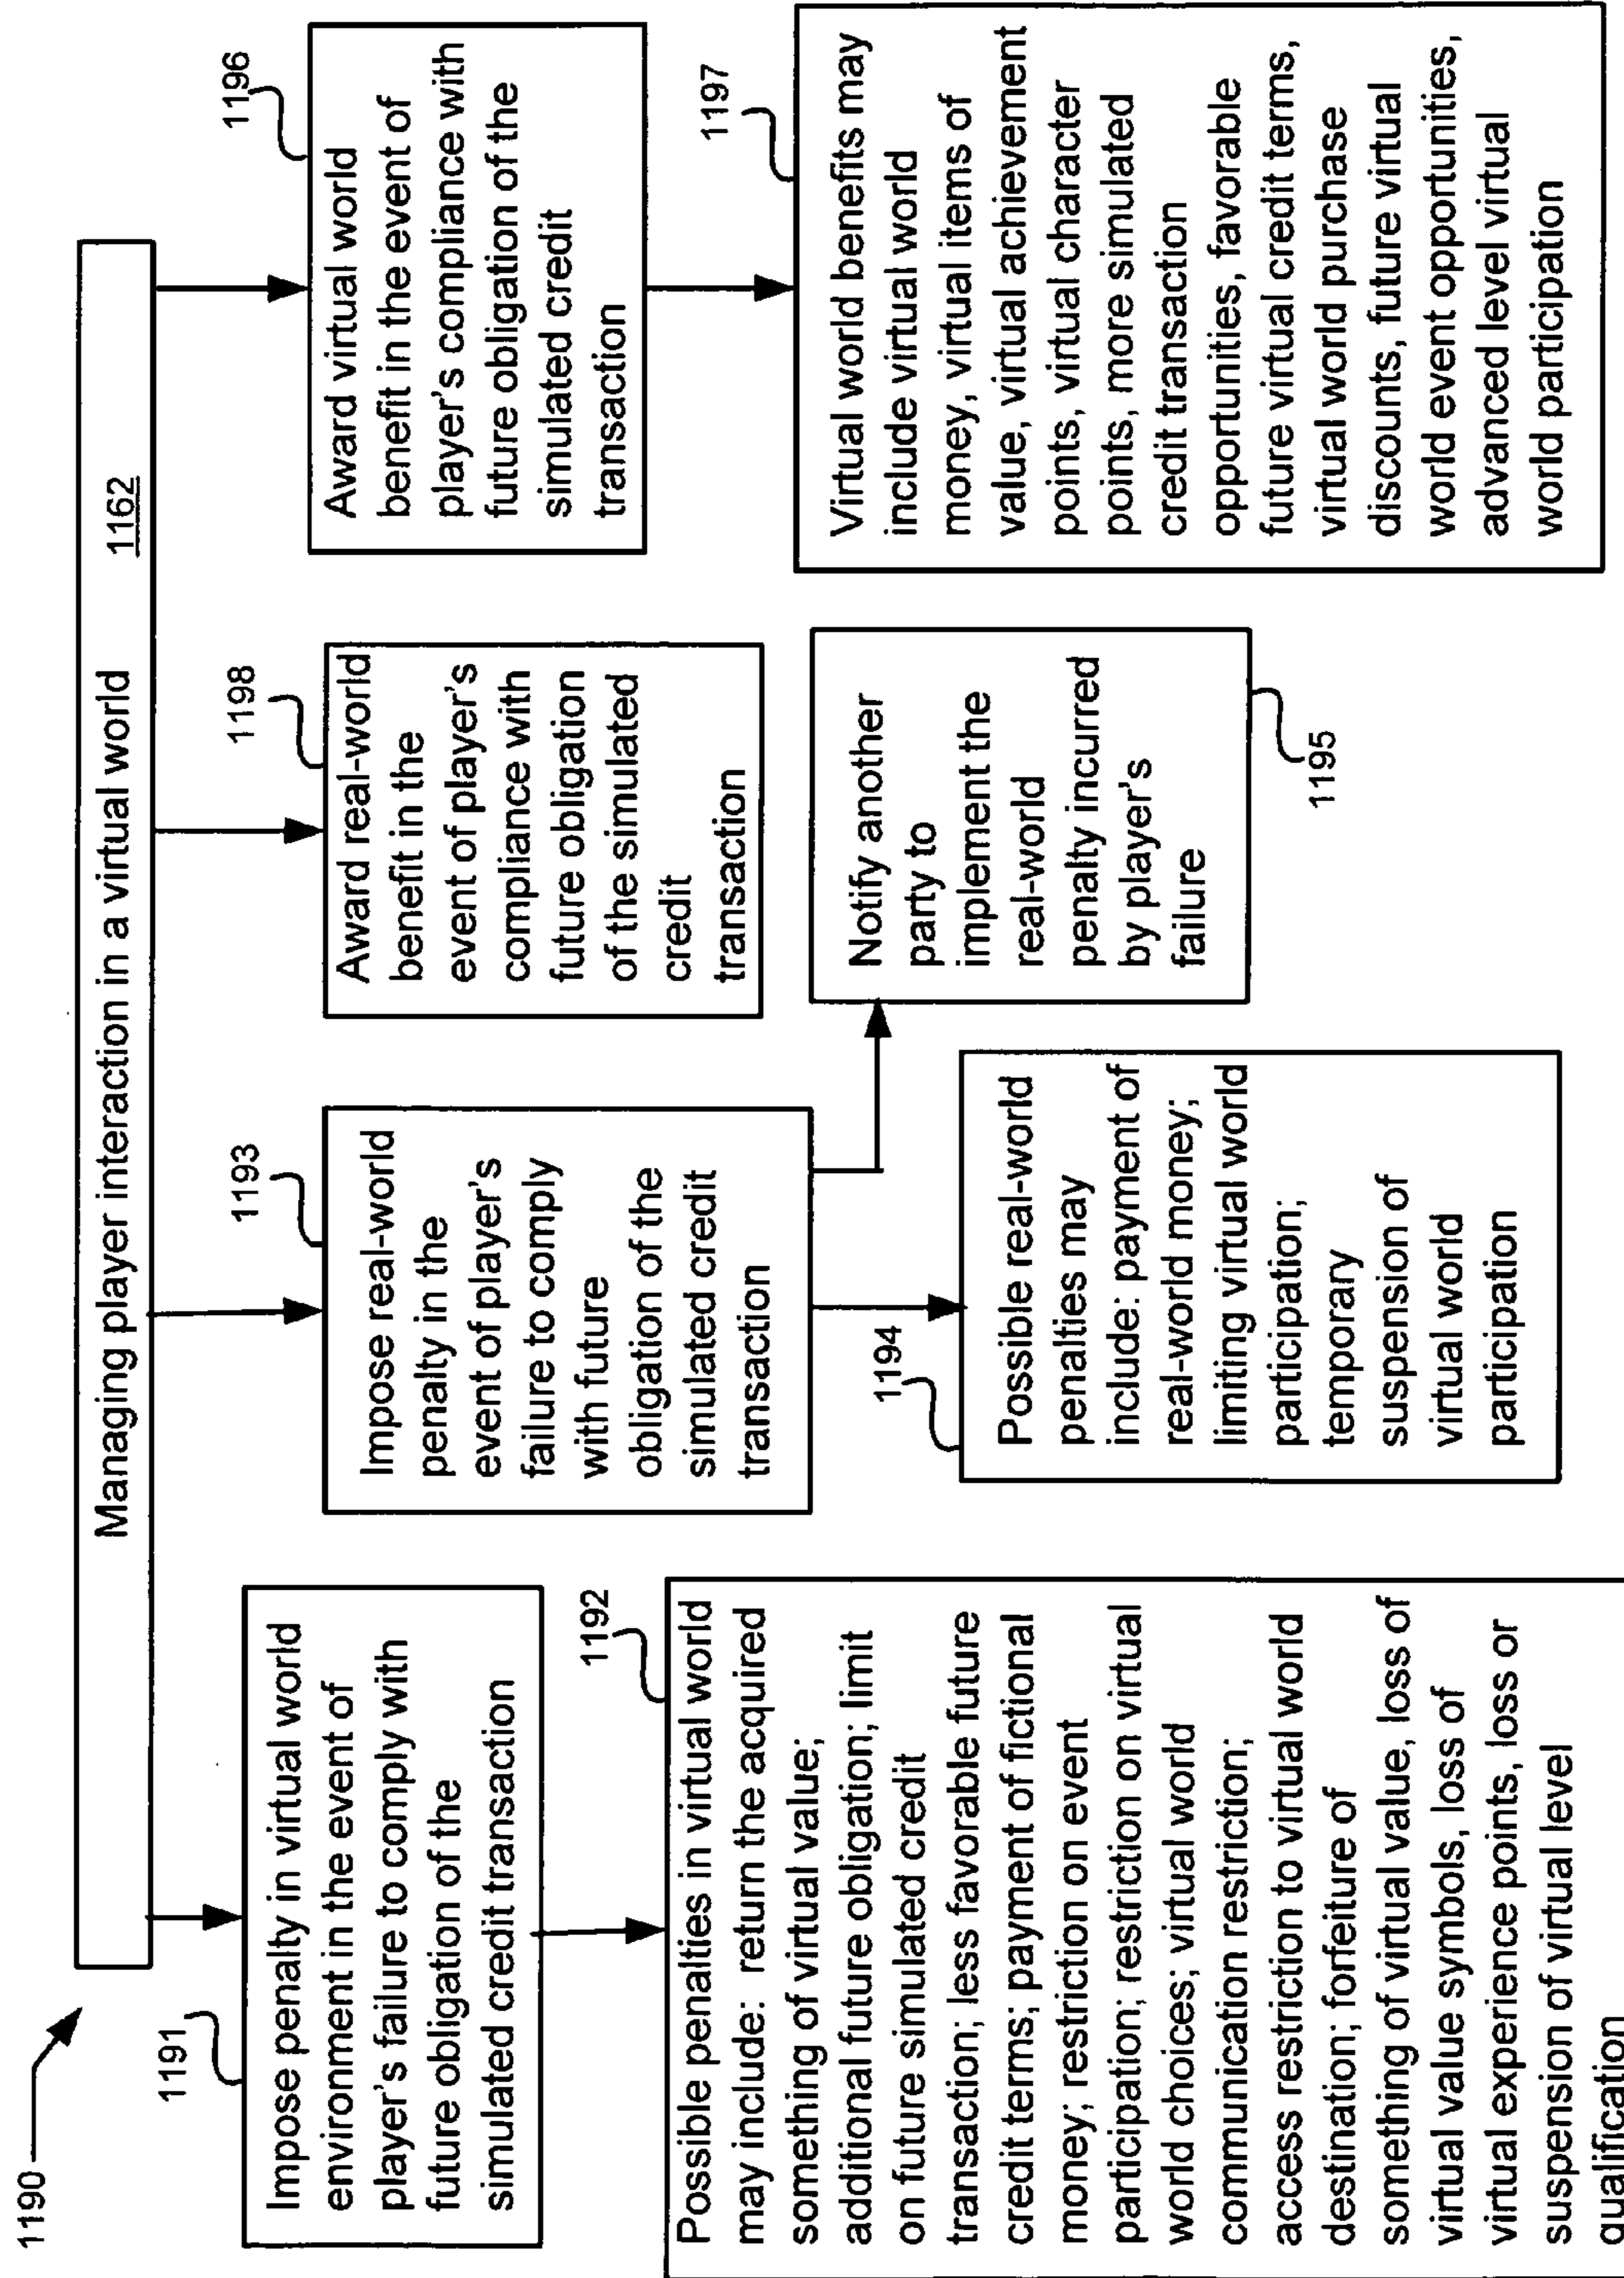 1190
Managing player interaction in a virtual world 1162
1191
Impose penalty in virtual world
environment in the event of
player's failure to comply with
future obligation of the
simulated credit transaction
1192
Possible penalties in virtual world
may include: return the acquired
something of virtual value;
additional future obligation; limit
on future simulated credit
transaction; less favorable future
credit terms; payment of fictional
money; restriction on event
participation; restriction on virtual
world choices; virtual world
communication restriction;
access restriction to virtual world
destination; forfeiture of
something of virtual value, loss of
virtual value symbols, loss of
virtual experience points, loss or
suspension of virtual level
qualification
1193
Impose real-world
penalty in the
event of player's
failure to comply
with future
obligation of the
simulated credit
transaction
1194
Possible real-world
penalties may
include: payment of
real-world money;
limiting virtual world
participation;
temporary
suspension of
virtual world
participation
1198
Award real-world
benefit in the
event of player's
compliance with
future obligation
of the simulated
credit
transaction
Notify another
party to
implement the
real-world
penalty incurred
by player's
failure
1195
1196
Award virtual world
benefit in the event of
player's compliance with
future obligation of the
simulated credit
transaction
1197
Virtual world benefits may
include virtual world
money, virtual items of
value, virtual achievement
points, virtual character
points, more simulated
credit transaction
opportunities, favorable
future virtual credit terms,
virtual world purchase
discounts, future virtual
world event opportunities,
advanced level virtual
world participation